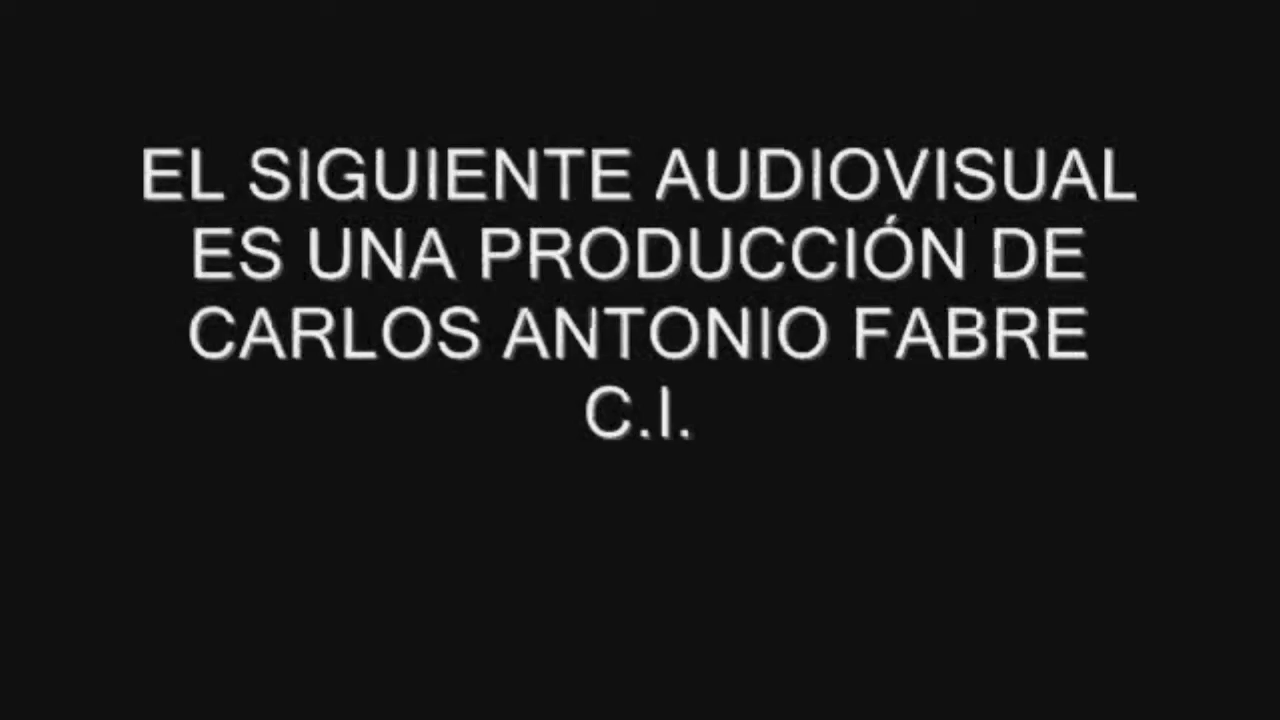 EL SIGUIENTE AUDIOVISUAL
ES UNA PRODUCCIÓN DE
CARLOS ANTONIO FABRE
C.I.